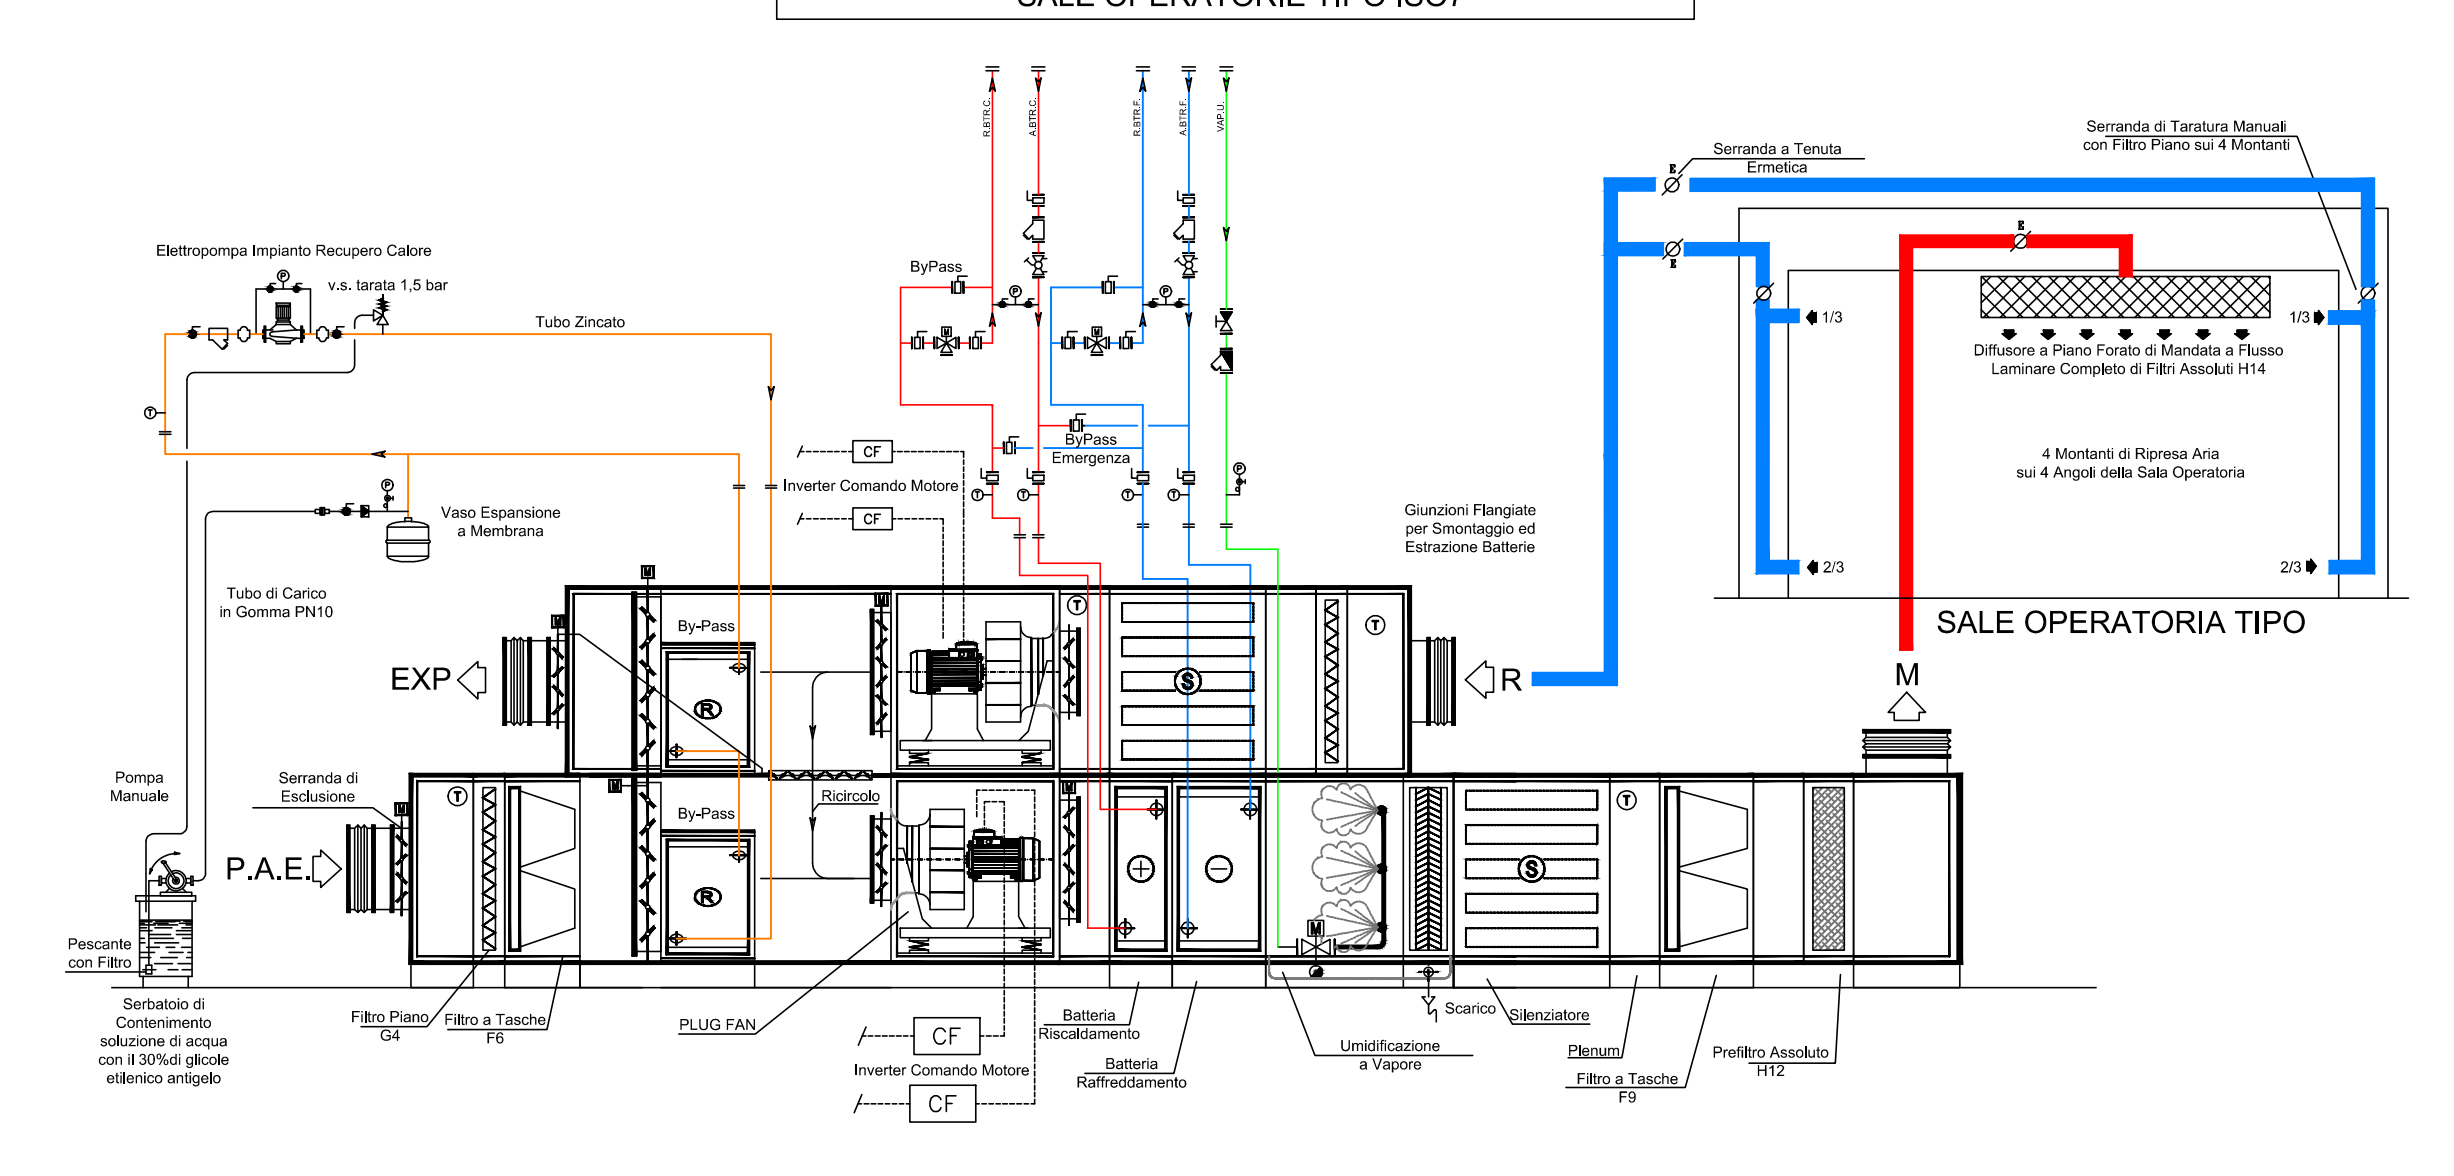 SALE OPERATORIE TIPO ISO7
R.BTR.C.
A.BTR.C.
R.BTR.F.
A.BTR.F.
VAP.U.
Serranda di Taratura Manuali
con Filtro Piano sui 4 Montanti
Serranda a Tenuta
Ermetica
E
E
E
Elettropompa Impianto Recupero Calore
P
v.s. tarata 1,5 bar
Tubo Zincato
ByPass
P
P
M
M
1/3
1/3
Diffusore a Piano Forato di Mandata a Flusso
Laminare Completo di Filtri Assoluti H14
T
ByPass
Emergenza
CF
Inverter Comando Motore
CF
T
T
T
T
P
4 Montanti di Ripresa Aria
sui 4 Angoli della Sala Operatoria
P
Vaso Espansione
a Membrana
Giunzioni Flangiate
per Smontaggio ed
Estrazione Batterie
2/3
2/3
Tubo di Carico
in Gomma PN10
M
M
M
By-Pass
T
T
SALE OPERATORIA TIPO
EXP
R
S
R
M
Pompa
Manuale
Serranda di
Esclusione
M
T
M
By-Pass
Ricircolo
M
T
P.A.E.
R
+
−
S
M
Pescante
con Filtro
Serbatoio di
Contenimento
soluzione di acqua
con il 30%di glicole
etilenico antigelo
Filtro Piano
G4
Filtro a Tasche
F6
PLUG FAN
CF
Inverter Comando Motore
CF
Batteria
Riscaldamento
Batteria
Raffreddamento
Umidificazione
a Vapore
Scarico
Silenziatore
Plenum
Filtro a Tasche
F9
Prefiltro Assoluto
H12